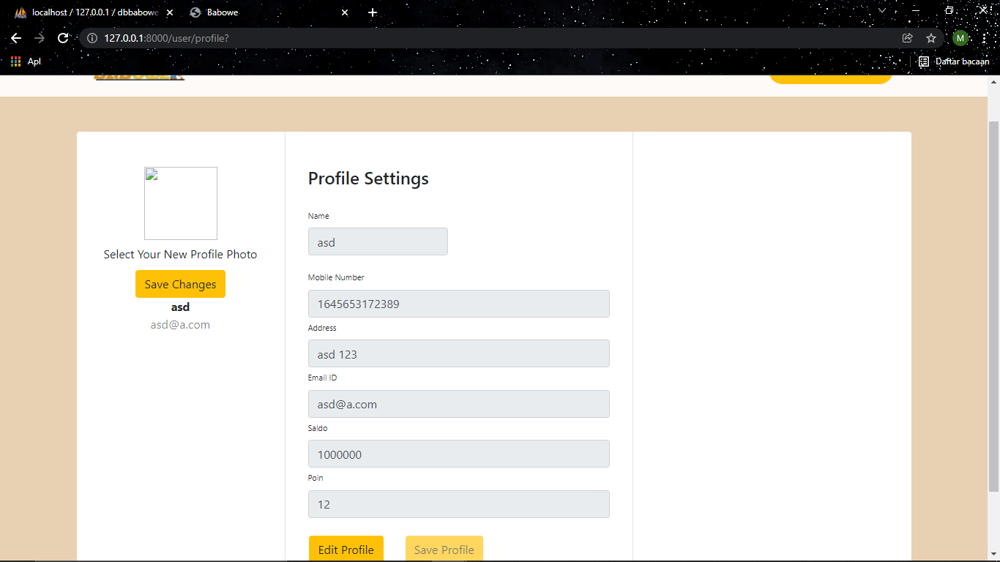 localhost / 127.0.0.1 / dbbabowe
Babowe
127.0.0.1:8000/user/profile?
M
Apl
Daftar bacaan
Profile Settings
Name
asd
Select Your New Profile Photo
Save Changes
asd
asd@a.com
Mobile Number
1645653172389
Address
asd 123
Email ID
asd@a.com
Saldo
1000000
Poin
12
Edit Profile
Save Profile